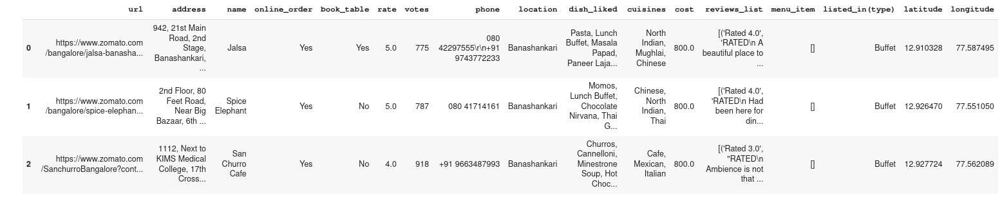 url address name online_order book_table rate votes phone location dish_liked cuisines cost reviews_list menu_item listed_in(type) latitude longitude
0
https://www.zomato.com
/bangalore/jalsa-banasha...
942, 21st Main
Road, 2nd
Stage,
Banashankari,
...
Jalsa
Yes
Yes
5.0
775
080
42297555\r\n+91
9743772233
Banashankari
Pasta, Lunch
Buffet, Masala
Papad,
Paneer Laja...
North
Indian,
Mughlai,
Chinese
800.0
[('Rated 4.0',
'RATED\n A
beautiful place to
...
[]
Buffet
12.910328
77.587495
1
https://www.zomato.com
/bangalore/spice-elephan...
2nd Floor, 80
Feet Road,
Near Big
Bazaar, 6th ...
Spice
Elephant
Yes
No
5.0
787
080 41714161
Banashankari
Momos,
Lunch Buffet,
Chocolate
Nirvana, Thai
G...
Chinese,
North
Indian,
Thai
800.0
[('Rated 4.0',
'RATED\n Had
been here for
din...
[]
Buffet
12.926470
77.551050
2
https://www.zomato.com
/SanchurroBangalore?cont...
1112, Next to
KIMS Medical
College, 17th
Cross...
San
Churro
Cafe
Yes
No
4.0
918
+91 9663487993
Banashankari
Churros,
Cannelloni,
Minestrone
Soup, Hot
Choc...
Cafe,
Mexican,
Italian
800.0
[('Rated 3.0',
"RATED\n
Ambience is not
that ...
[]
Buffet
12.927724
77.562089